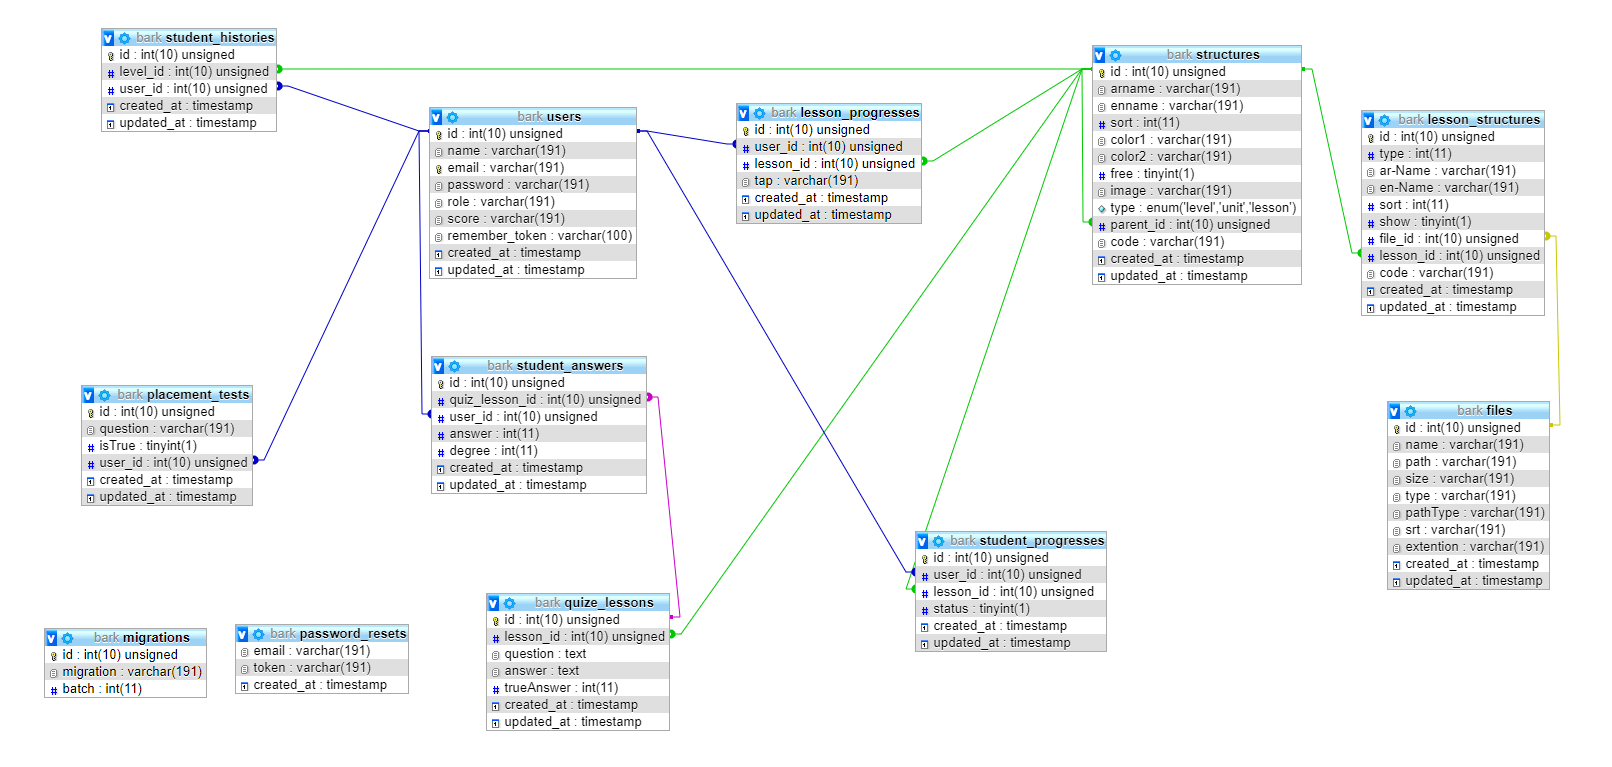 bark student_histories
id : int(10) unsigned
level_id : int(10) unsigned
user_id : int(10) unsigned
created_at : timestamp
updated_at : timestamp
bark users
id : int(10) unsigned
name : varchar(191)
email : varchar(191)
password : varchar(191)
role : varchar(191)
score : varchar(191)
remember_token : varchar(100)
created_at : timestamp
updated_at : timestamp
bark lesson_progresses
id : int(10) unsigned
user_id : int(10) unsigned
lesson_id : int(10) unsigned
tap : varchar(191)
created_at : timestamp
updated_at : timestamp
bark structures
id : int(10) unsigned
arname : varchar(191)
enname : varchar(191)
sort : int(11)
color1 : varchar(191)
color2 : varchar(191)
free : tinyint(1)
image : varchar(191)
type : enum('level','unit','lesson')
parent_id : int(10) unsigned
code : varchar(191)
created_at : timestamp
updated_at : timestamp
bark lesson_structures
id : int(10) unsigned
type : int(11)
ar-Name : varchar(191)
en-Name : varchar(191)
sort : int(11)
show : tinyint(1)
file_id : int(10) unsigned
lesson_id : int(10) unsigned
code : varchar(191)
created_at : timestamp
updated_at : timestamp
bark placement_tests
id : int(10) unsigned
question : varchar(191)
isTrue : tinyint(1)
user_id : int(10) unsigned
created_at : timestamp
updated_at : timestamp
bark student_answers
id : int(10) unsigned
quiz_lesson_id : int(10) unsigned
user_id : int(10) unsigned
answer : int(11)
degree : int(11)
created_at : timestamp
updated_at : timestamp
bark files
id : int(10) unsigned
name : varchar(191)
path : varchar(191)
size : varchar(191)
type : varchar(191)
pathType : varchar(191)
srt : varchar(191)
extention : varchar(191)
created_at : timestamp
updated_at : timestamp
bark student_progresses
id : int(10) unsigned
user_id : int(10) unsigned
lesson_id : int(10) unsigned
status : tinyint(1)
created_at : timestamp
updated_at : timestamp
bark quize_lessons
id : int(10) unsigned
lesson_id : int(10) unsigned
question : text
answer : text
trueAnswer : int(11)
created_at : timestamp
updated_at : timestamp
bark migrations
id : int(10) unsigned
migration : varchar(191)
batch : int(11)
bark password_resets
email : varchar(191)
token : varchar(191)
created_at : timestamp